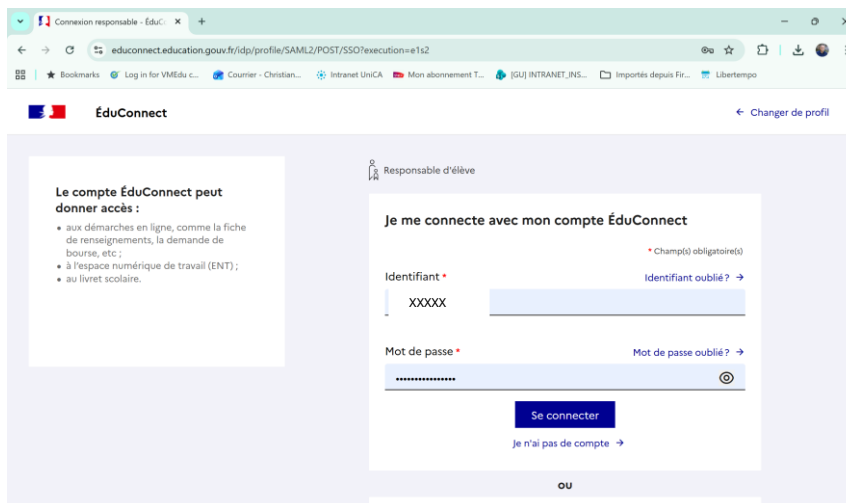 Connexion responsable - ÉduC
educonnect.education.gouv.fr/idp/profile/SAML2/POST/SSO?execution=e1s2
Bookmarks
Log in for VMEdu c...
Courrier - Christian...
Intranet UniCA
Mon abonnement T...
[GU] INTRANET_INS...
Importés depuis Fir...
Libertempo
ÉduConnect
← Changer de profil
Le compte ÉduConnect peut
donner accès :
• aux démarches en ligne, comme la fiche
de renseignements, la demande de
bourse, etc ;
• à l'espace numérique de travail (ENT) ;
• au livret scolaire.
Responsable d'élève
Je me connecte avec mon compte ÉduConnect
* Champ(s) obligatoire(s)
Identifiant *
Identifiant oublié? →
XXXXX
Mot de passe *
Mot de passe oublié? →
••••••••••••••••
Se connecter
Je n'ai pas de compte →
OU